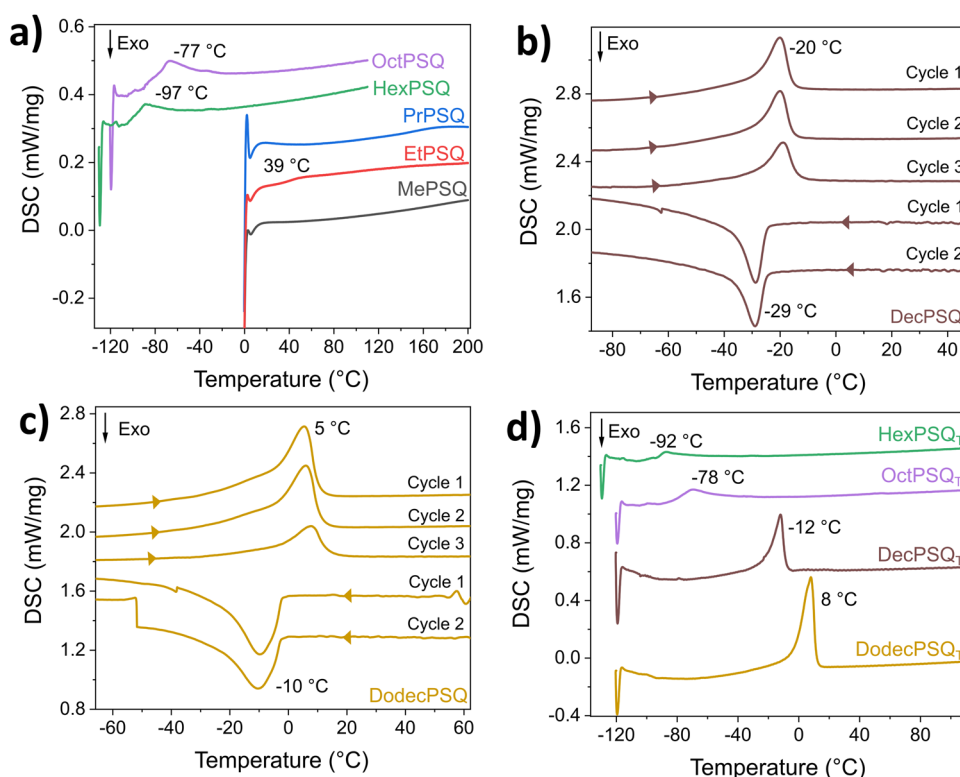 a)
Exo
-77 °C
OctPSQ
-97 °C
HexPSQ
PrPSQ
39 °C
EtPSQ
MePSQ
0.6
0.4
0.2
0.0
-0.2
DSC (mW/mg)
-120 -80 -40 0 40 80 120 160 200
Temperature (°C)
b)
Exo
-20 °C
Cycle 1
Cycle 2
Cycle 3
Cycle 1
Cycle 2
-29 °C
DecPSQ
2.8
2.4
2.0
1.6
DSC (mW/mg)
-80 -60 -40 -20 0 20 40
Temperature (°C)
c)
Exo
5 °C
Cycle 1
Cycle 2
Cycle 3
Cycle 1
Cycle 2
-10 °C
DodecPSQ
2.8
2.4
2.0
1.6
1.2
0.8
DSC (mW/mg)
-60 -40 -20 0 20 40 60
Temperature (°C)
d)
Exo
-92 °C
HexPSQT
-78 °C
OctPSQT
-12 °C
DecPSQT
8 °C
DodecPSQT
1.6
1.2
0.8
0.4
0.0
-0.4
DSC (mW/mg)
-120 -80 -40 0 40 80
Temperature (°C)